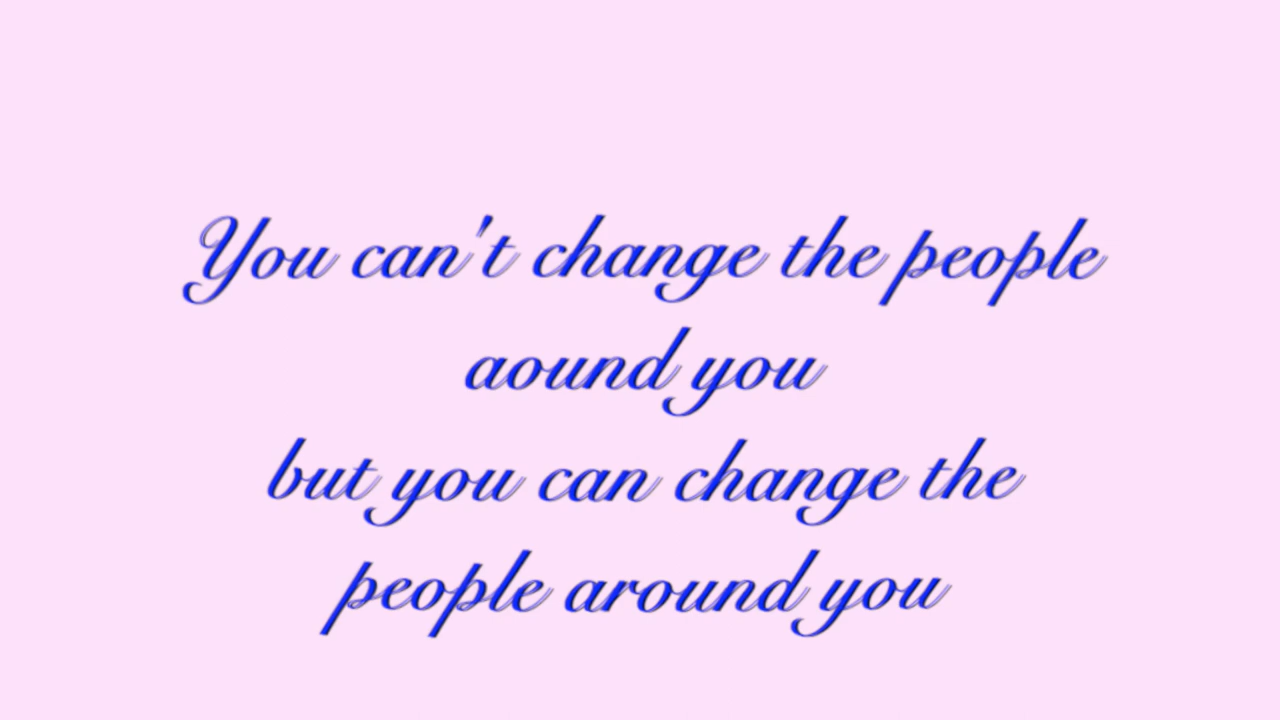 You can't change the people
aound you
but you can change the
people around you